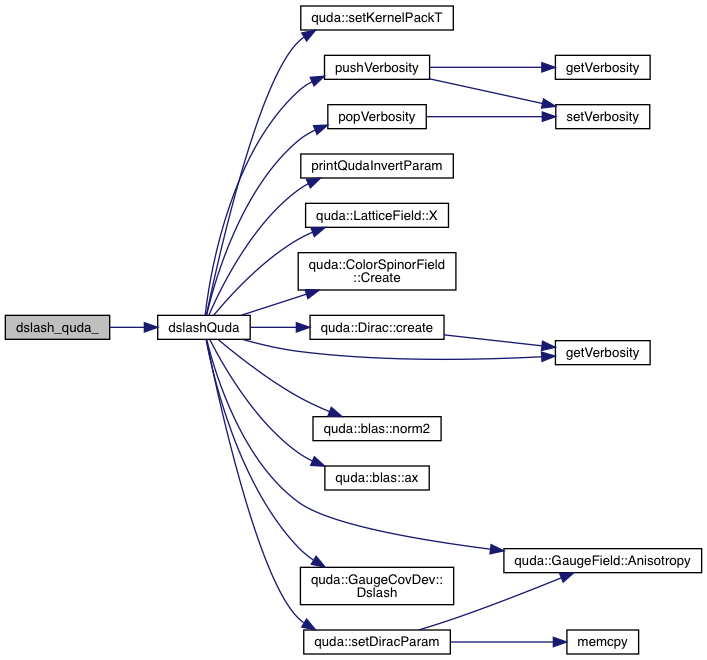 quda::setKernelPackT
pushVerbosity
getVerbosity
popVerbosity
setVerbosity
printQudaInvertParam
quda::LatticeField::X
quda::ColorSpinorField
::Create
dslash_quda_
dslashQuda
quda::Dirac::create
getVerbosity
quda::blas::norm2
quda::blas::ax
quda::GaugeField::Anisotropy
quda::GaugeCovDev::
Dslash
quda::setDiracParam
memcpy